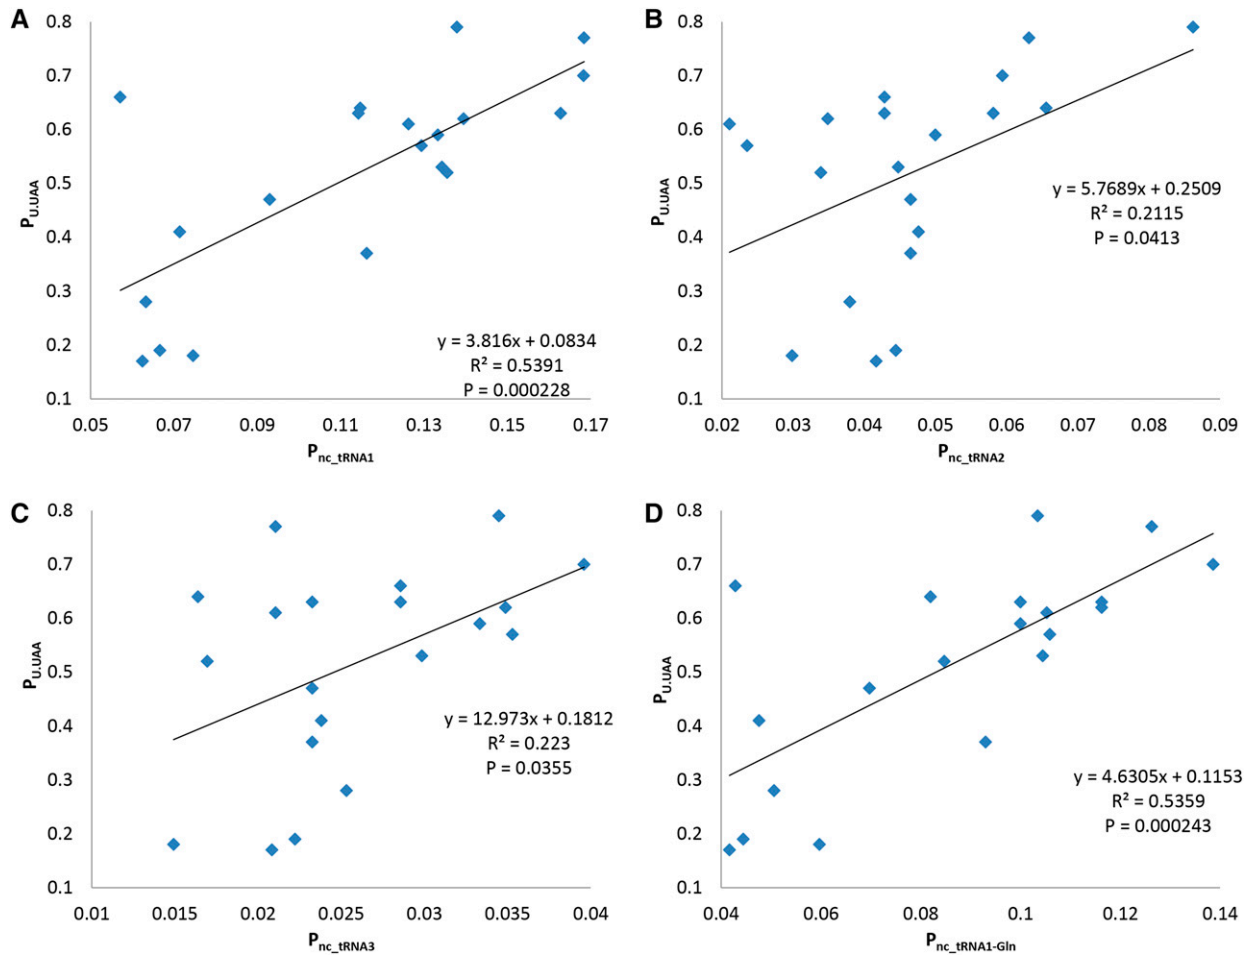 A
0.8
0.7
0.6
0.5
0.4
0.3
0.2
0.1
P_U.UAA
y = 3.816x + 0.0834
R² = 0.5391
P = 0.000228
0.05 0.07 0.09 0.11 0.13 0.15 0.17
P_nc_tRNA1
B
0.8
0.7
0.6
0.5
0.4
0.3
0.2
0.1
P_U.UAA
y = 5.7689x + 0.2509
R² = 0.2115
P = 0.0413
0.02 0.03 0.04 0.05 0.06 0.07 0.08 0.09
P_nc_tRNA2
C
0.8
0.7
0.6
0.5
0.4
0.3
0.2
0.1
P_U.UAA
y = 12.973x + 0.1812
R² = 0.223
P = 0.0355
0.01 0.015 0.02 0.025 0.03 0.035 0.04
P_nc_tRNA3
D
0.8
0.7
0.6
0.5
0.4
0.3
0.2
0.1
P_U.UAA
y = 4.6305x + 0.1153
R² = 0.5359
P = 0.000243
0.04 0.06 0.08 0.1 0.12 0.14
P_nc_tRNA1-Gln